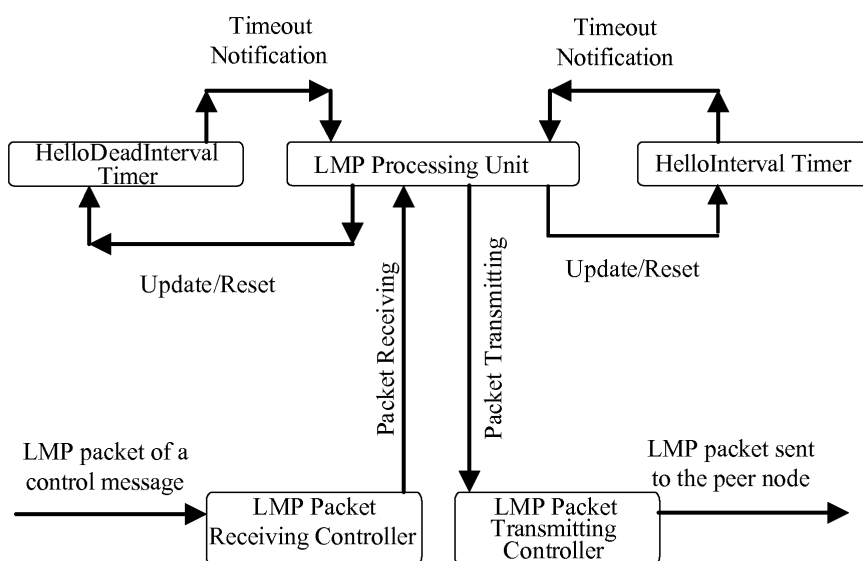 Timeout
Notification
Timeout
Notification
HelloDeadInterval
Timer
LMP Processing Unit
HelloInterval Timer
Update/Reset
Update/Reset
Packet Receiving
Packet Transmitting
LMP packet of a
control message
LMP packet sent
to the peer node
LMP Packet
Receiving Controller
LMP Packet
Transmitting
Controller